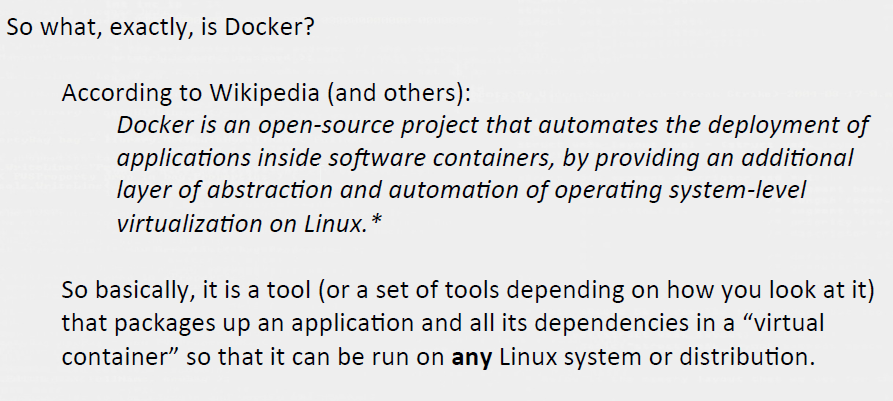 So what, exactly, is Docker?
According to Wikipedia (and others):
Docker is an open-source project that automates the deployment of
applications inside software containers, by providing an additional
layer of abstraction and automation of operating system-level
virtualization on Linux.*
So basically, it is a tool (or a set of tools depending on how you look at it)
that packages up an application and all its dependencies in a “virtual
container” so that it can be run on any Linux system or distribution.